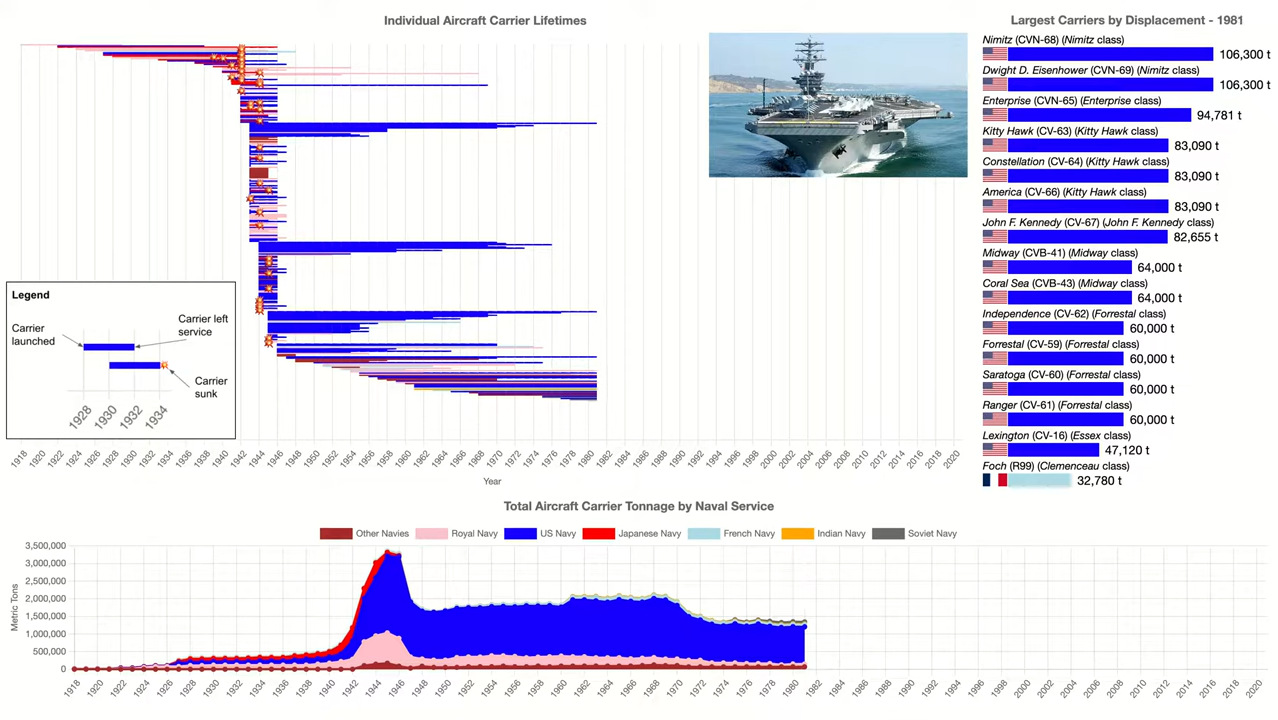 Individual Aircraft Carrier Lifetimes
Largest Carriers by Displacement - 1981
Nimitz (CVN-68) (Nimitz class)
106,300 t
Dwight D. Eisenhower (CVN-69) (Nimitz class)
106,300 t
Enterprise (CVN-65) (Enterprise class)
94,781 t
Kitty Hawk (CV-63) (Kitty Hawk class)
83,090 t
Constellation (CV-64) (Kitty Hawk class)
83,090 t
America (CV-66) (Kitty Hawk class)
83,090 t
John F. Kennedy (CV-67) (John F. Kennedy class)
82,655 t
Midway (CVB-41) (Midway class)
64,000 t
Coral Sea (CVB-43) (Midway class)
64,000 t
Independence (CV-62) (Forrestal class)
60,000 t
Forrestal (CV-59) (Forrestal class)
60,000 t
Saratoga (CV-60) (Forrestal class)
60,000 t
Ranger (CV-61) (Forrestal class)
60,000 t
Lexington (CV-16) (Essex class)
47,120 t
Foch (R99) (Clemenceau class)
32,780 t
Legend
Carrier
launched
Carrier left
service
Carrier
sunk
1928 1930 1932 1934
1918 1920 1922 1924 1926 1928 1930 1932 1934 1936 1938 1940 1942 1944 1946 1948 1950 1952 1954 1956 1958 1960 1962 1964 1966 1968 1970 1972 1974 1976 1978 1980 1982 1984 1986 1988 1990 1992 1994 1996 1998 2000 2002 2004 2006 2008 2010 2012 2014 2016 2018 2020
Year
Total Aircraft Carrier Tonnage by Naval Service
Other Navies Royal Navy US Navy Japanese Navy French Navy Indian Navy Soviet Navy
Metric Tons
3,500,000
3,000,000
2,500,000
2,000,000
1,500,000
1,000,000
500,000
0
1918 1920 1922 1924 1926 1928 1930 1932 1934 1936 1938 1940 1942 1944 1946 1948 1950 1952 1954 1956 1958 1960 1962 1964 1966 1968 1970 1972 1974 1976 1978 1980 1982 1984 1986 1988 1990 1992 1994 1996 1998 2000 2002 2004 2006 2008 2010 2012 2014 2016 2018 2020